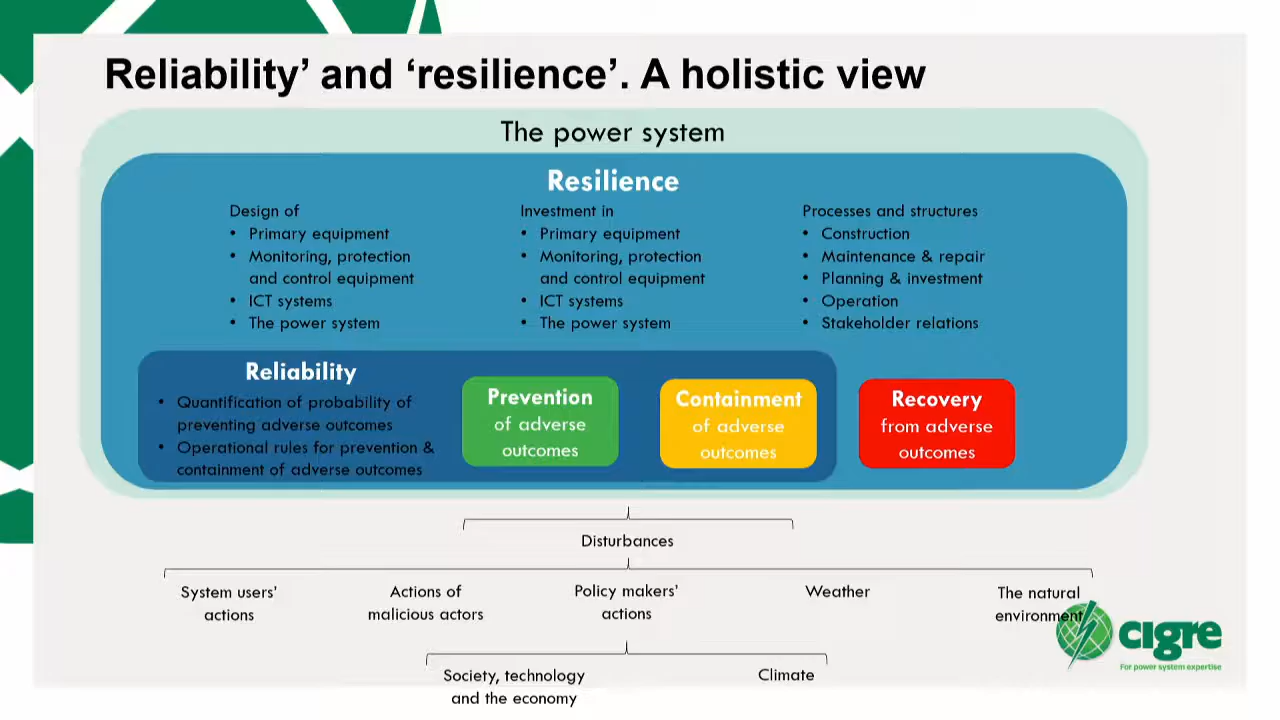 Reliability’ and ‘resilience’. A holistic view
The power system
Resilience
Design of
• Primary equipment
• Monitoring, protection
and control equipment
• ICT systems
• The power system
Investment in
• Primary equipment
• Monitoring, protection
and control equipment
• ICT systems
• The power system
Processes and structures
• Construction
• Maintenance & repair
• Planning & investment
• Operation
• Stakeholder relations
Reliability
• Quantification of probability of
preventing adverse outcomes
• Operational rules for prevention &
containment of adverse outcomes
Prevention
of adverse
outcomes
Containment
of adverse
outcomes
Recovery
from adverse
outcomes
Disturbances
System users’
actions
Actions of
malicious actors
Policy makers’
actions
Weather
The natural
environment
Society, technology
and the economy
Climate
cigre
For power system expertise